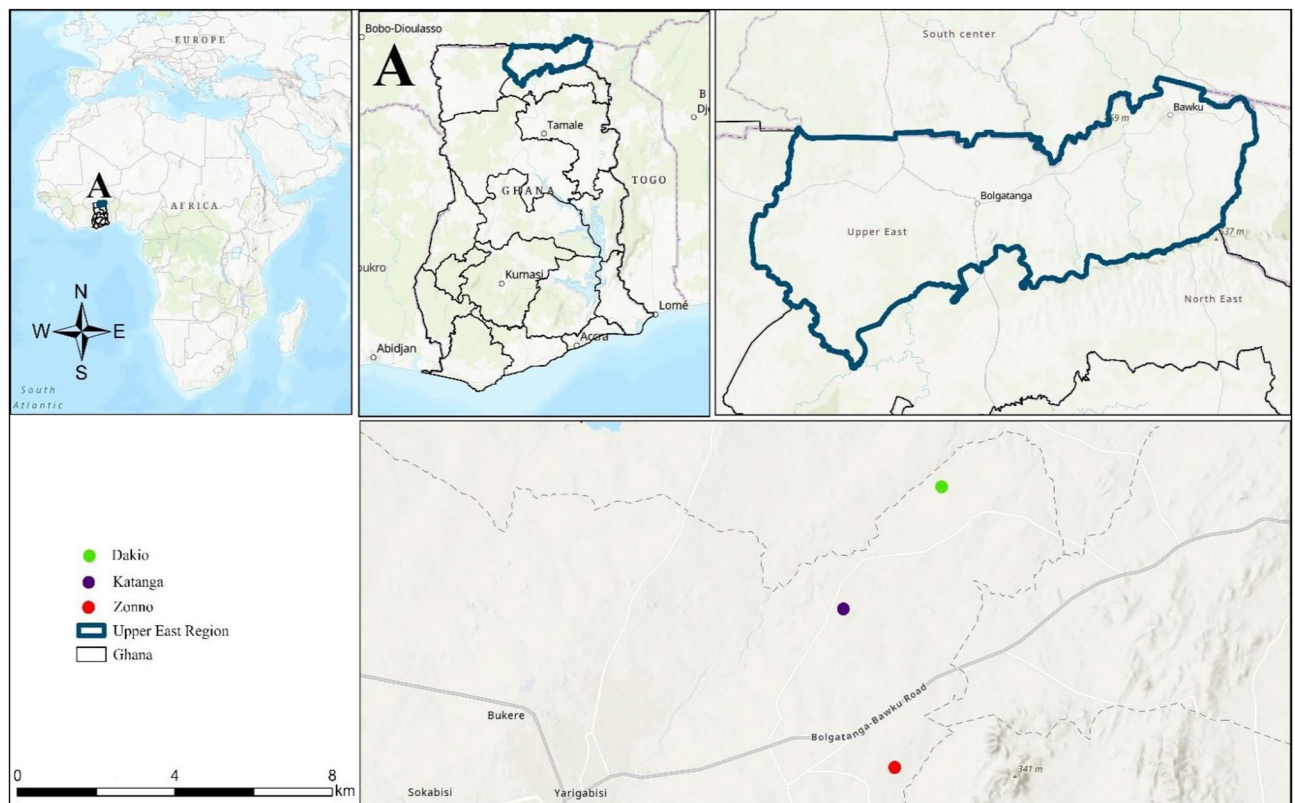 EUROPE
A
AFRICA
N
W E
S
South
Atlantic
A
Bobo-Dioulasso
B
Dj
Tamale
GHANA
TOGO
bukro
Kumasi
Lomé
Accra
Abidjan
South center
Bawku
Bolgatanga
Upper East
North East
Dakio
Katanga
Zonno
Upper East Region
Ghana
0 4 8
km
Bukere
Bolgatanga-Bawku Road
341 m
Sokabisi
Yarigabisi